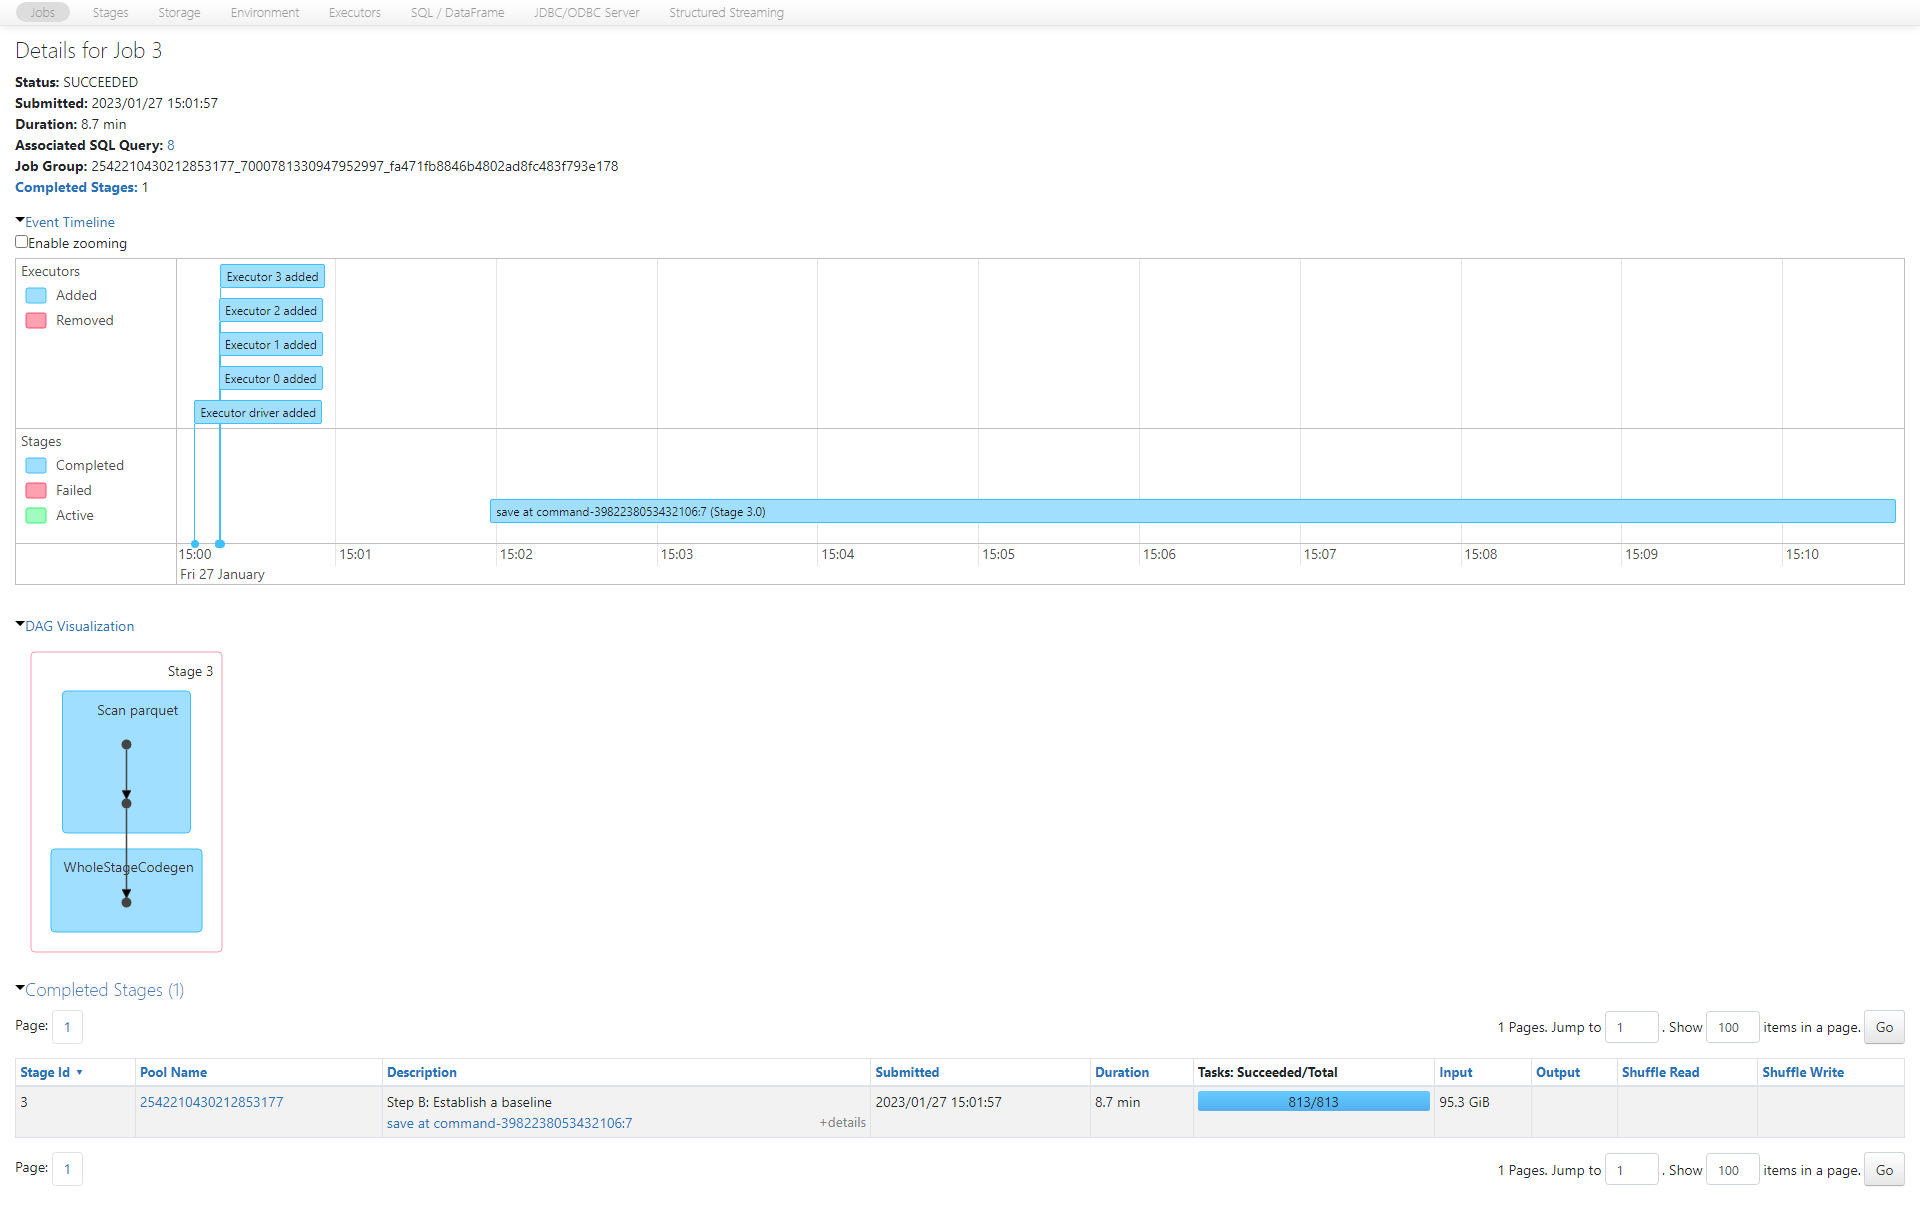 Jobs Stages Storage Environment Executors SQL / DataFrame JDBC/ODBC Server Structured Streaming
Details for Job 3
Status: SUCCEEDED
Submitted: 2023/01/27 15:01:57
Duration: 8.7 min
Associated SQL Query: 8
Job Group: 2542210430212853177_7000781330947952997_fa471fb8846b4802ad8fc483f793e178
Completed Stages: 1
Event Timeline
Enable zooming
Executors
Added
Removed
Executor 3 added
Executor 2 added
Executor 1 added
Executor 0 added
Executor driver added
Stages
Completed
Failed
Active
save at command-3982238053432106:7 (Stage 3.0)
15:00 15:01 15:02 15:03 15:04 15:05 15:06 15:07 15:08 15:09 15:10
Fri 27 January
DAG Visualization
Stage 3
Scan parquet
WholeStageCodegen
Completed Stages (1)
Page: 1 1 Pages. Jump to 1 . Show 100 items in a page. Go
Stage Id ▾ Pool Name Description Submitted Duration Tasks: Succeeded/Total Input Output Shuffle Read Shuffle Write
3 2542210430212853177 Step B: Establish a baseline 2023/01/27 15:01:57 8.7 min 813/813 95.3 GiB
save at command-3982238053432106:7 +details
Page: 1 1 Pages. Jump to 1 . Show 100 items in a page. Go